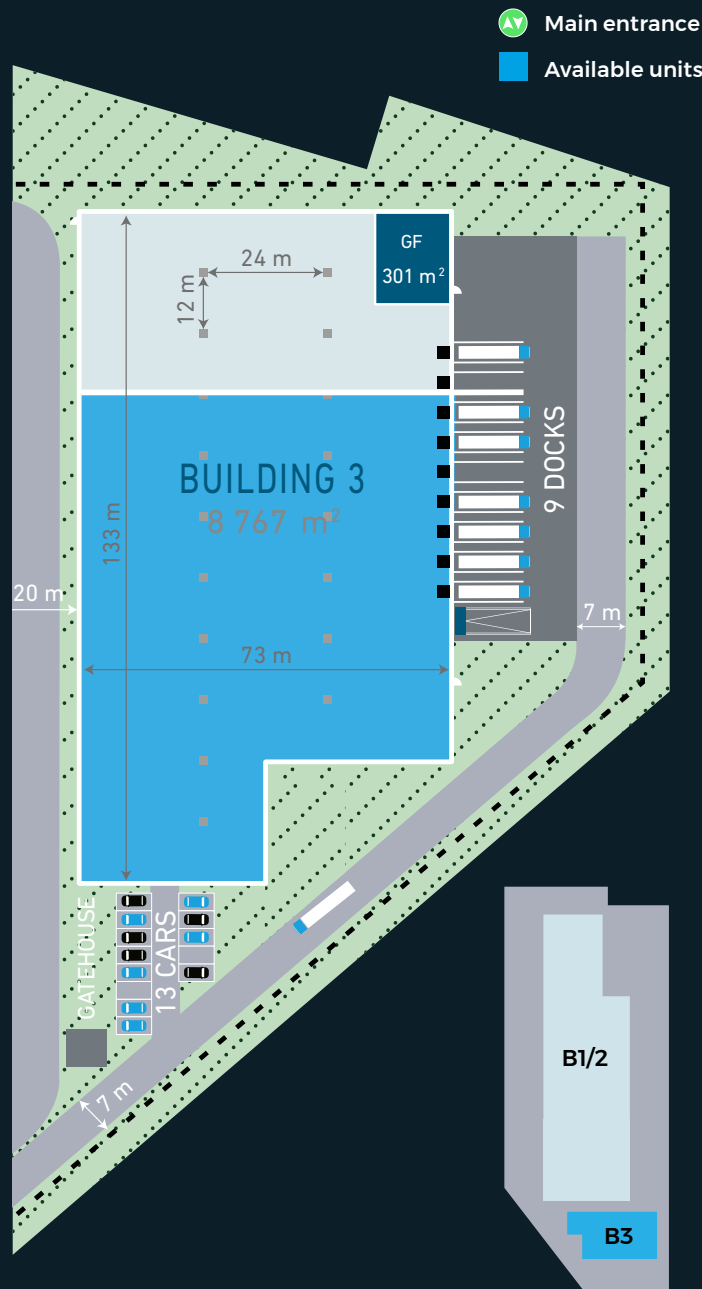 Main entrance
Available units
GF
301 m²
24 m
12 m
BUILDING 3
8 767 m²
133 m
9 DOCKS
20 m
7 m
73 m
GATEHOUSE
13 CARS
7 m
B1/2
B3